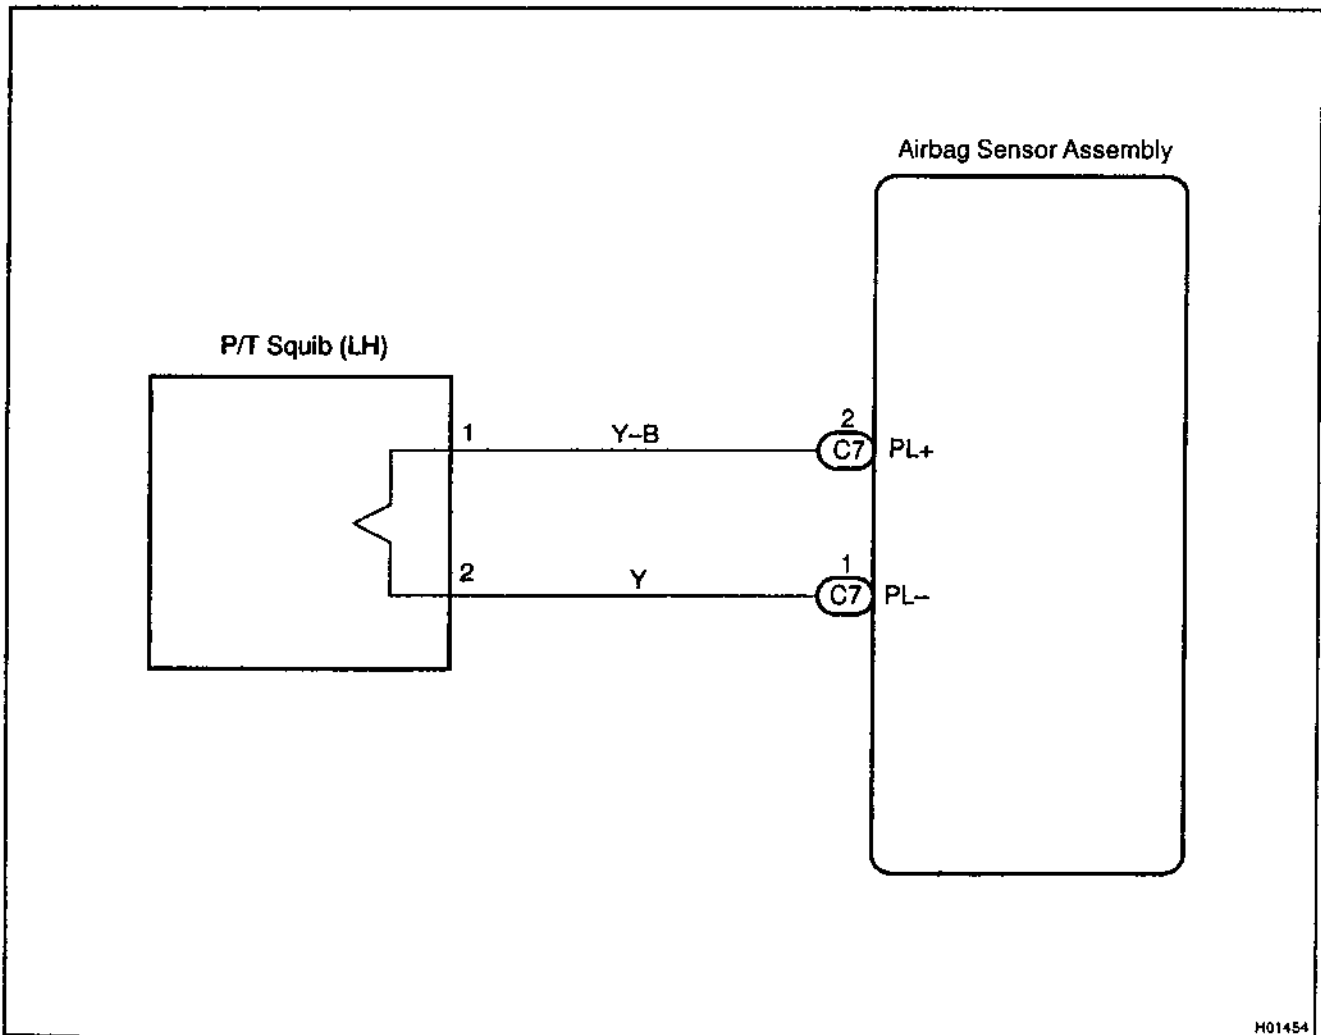 Airbag Sensor Assembly
P/T Squib (LH)
1 Y–B 2 C7 PL+
2 Y 1 C7 PL–
H01454